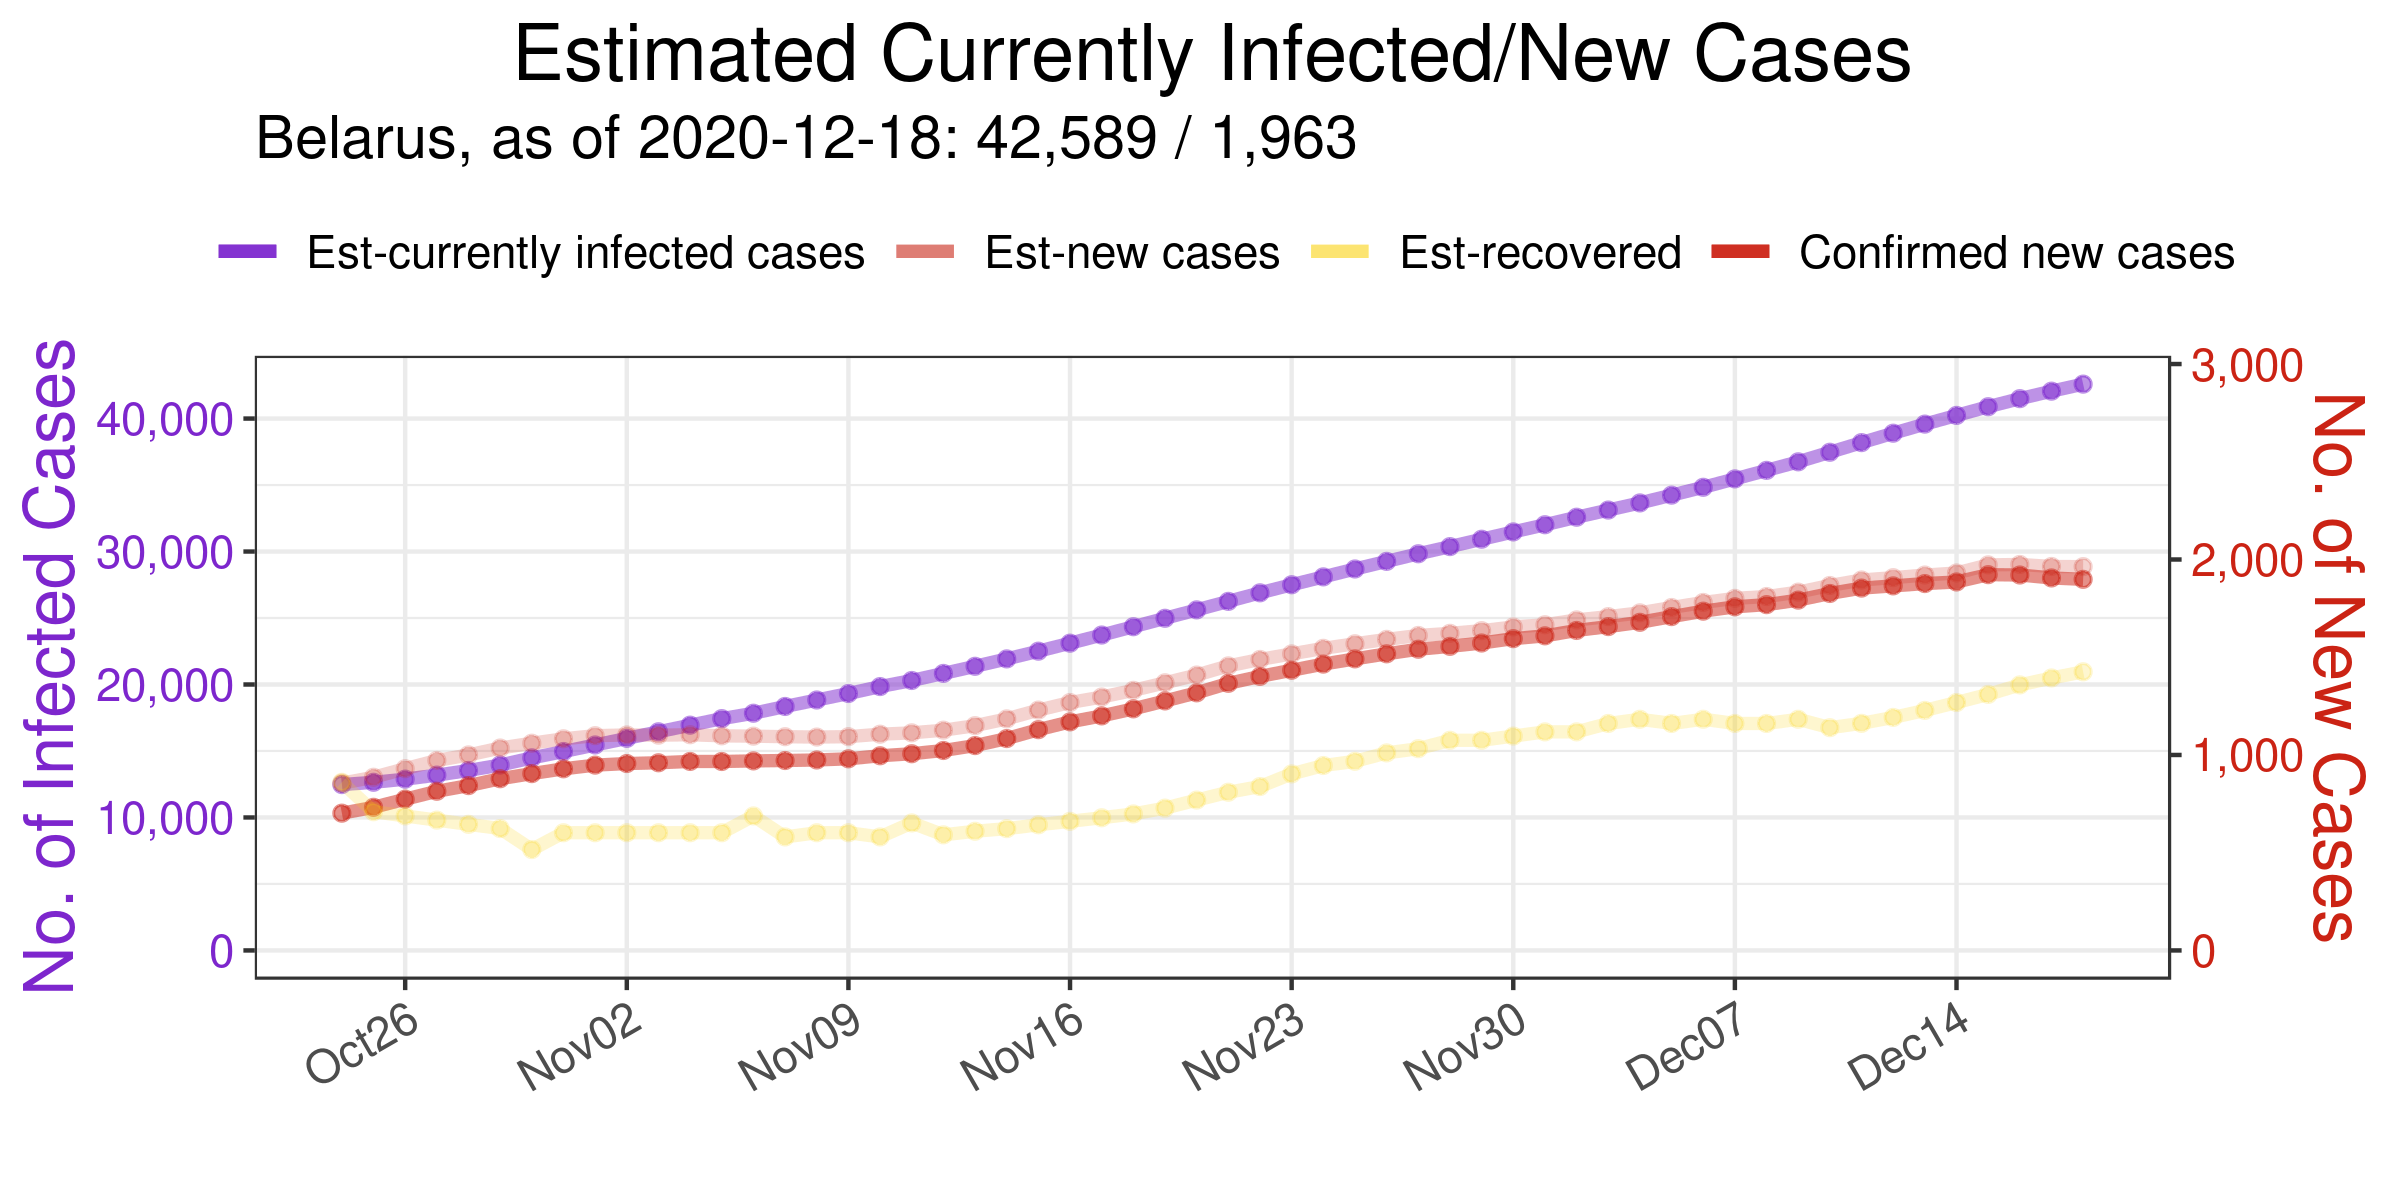 Estimated Currently Infected/New Cases
Belarus, as of 2020-12-18: 42,589 / 1,963
Est-currently infected cases Est-new cases Est-recovered Confirmed new cases
No. of Infected Cases
40,000
30,000
20,000
10,000
0
3,000
2,000
1,000
0
No. of New Cases
Oct26 Nov02 Nov09 Nov16 Nov23 Nov30 Dec07 Dec14